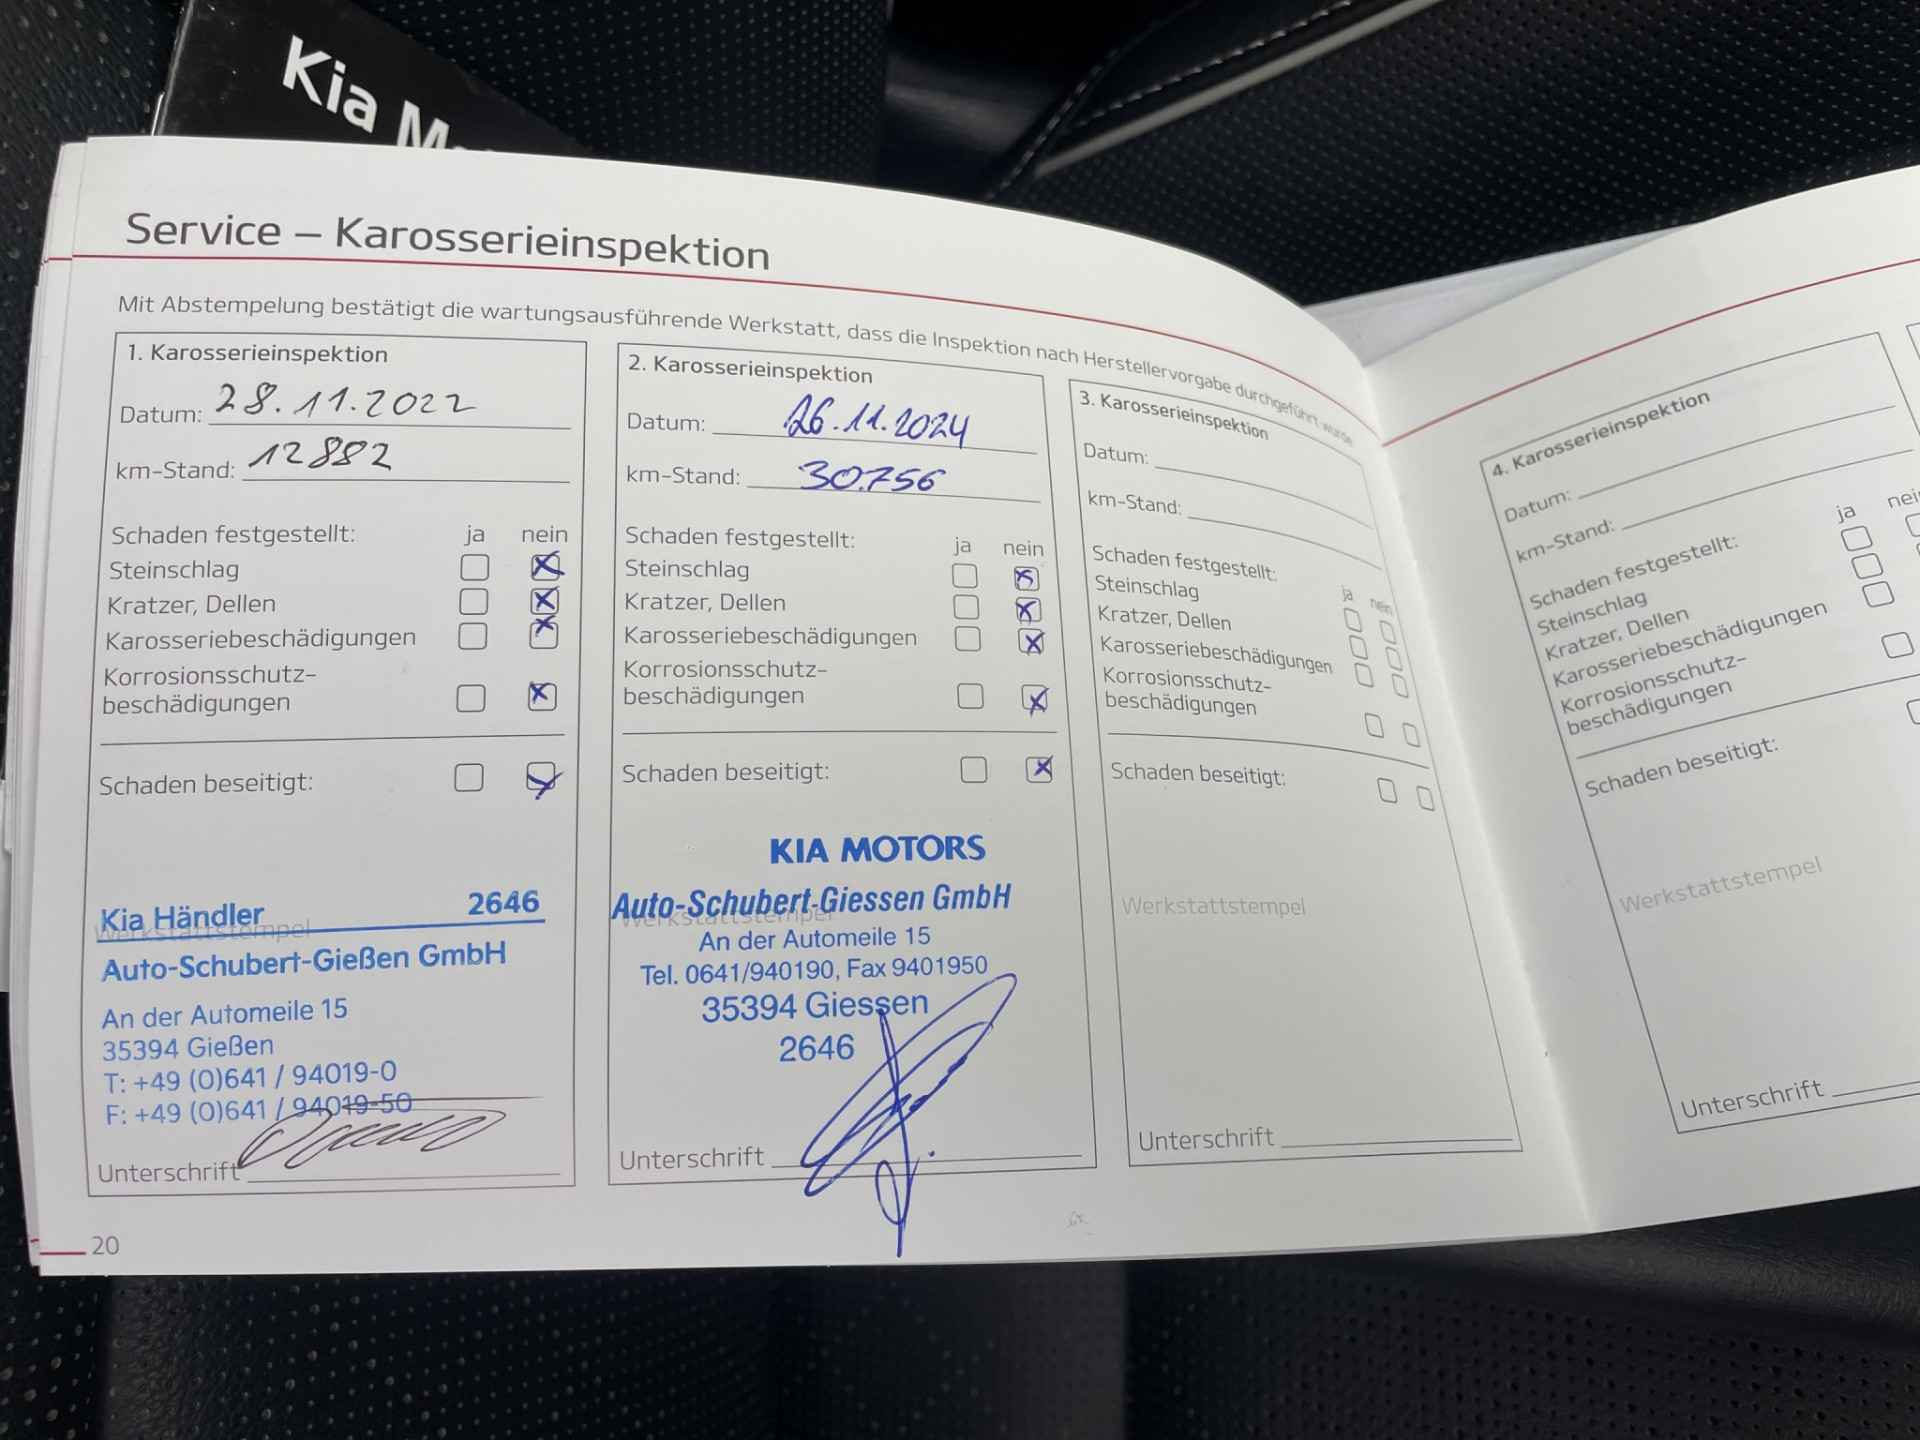 Kia M
Service – Karosserieinspektion
Mit Abstempelung bestätigt die wartungsausführende Werkstatt, dass die Inspektion nach Herstellervorgabe durchgeführt wurde
1. Karosserieinspektion
Datum: 28.11.2022
km-Stand: 12882
Schaden festgestellt: ja nein
Steinschlag
Kratzer, Dellen
Karosseriebeschädigungen
Korrosionsschutz-
beschädigungen
Schaden beseitigt:
Kia Händler 2646
Werkstattstempel
Auto-Schubert-Gießen GmbH
An der Automeile 15
35394 Gießen
T: +49 (0)641 / 94019-0
F: +49 (0)641 / 94019-50
Unterschrift
2. Karosserieinspektion
Datum: 26.11.2024
km-Stand: 30.756
Schaden festgestellt: ja nein
Steinschlag
Kratzer, Dellen
Karosseriebeschädigungen
Korrosionsschutz-
beschädigungen
Schaden beseitigt:
KIA MOTORS
Auto-Schubert-Giessen GmbH
Werkstattstempel
An der Automeile 15
Tel. 0641/940190, Fax 9401950
35394 Giessen
2646
Unterschrift
3. Karosserieinspektion
Datum:
km-Stand:
Schaden festgestellt:
ja nein
Steinschlag
Kratzer, Dellen
Karosseriebeschädigungen
Korrosionsschutz-
beschädigungen
Schaden beseitigt:
Werkstattstempel
Unterschrift
20
4. Karosserieinspektion
Datum:
km-Stand:
ja nei
Schaden festgestellt:
Steinschlag
Kratzer, Dellen
Karosseriebeschädigungen
Korrosionsschutz-
beschädigungen
Schaden beseitigt:
Werkstattstempel
Unterschrift